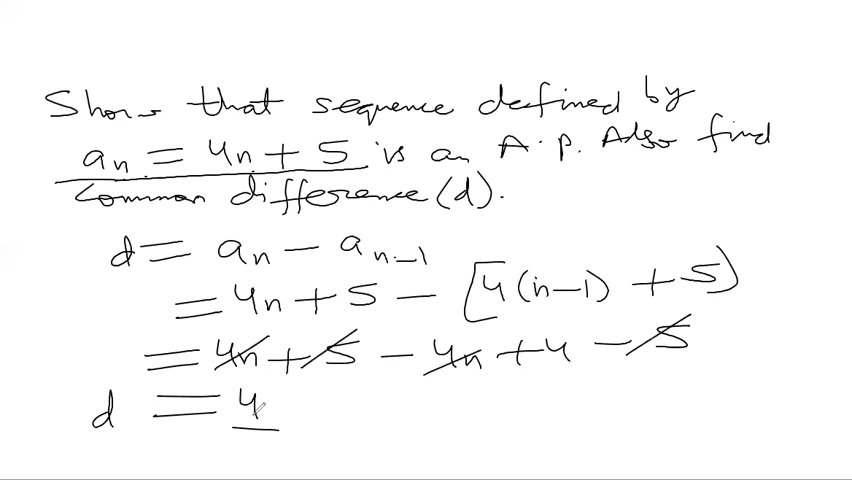 Show that sequence defined by
an = 4n + 5 is an A.p. Also find
Common difference (d).
d = an - an-1
= 4n + 5 - [4(n-1) + 5]
= 4n + 5 - 4n + 4 - 5
d = 4